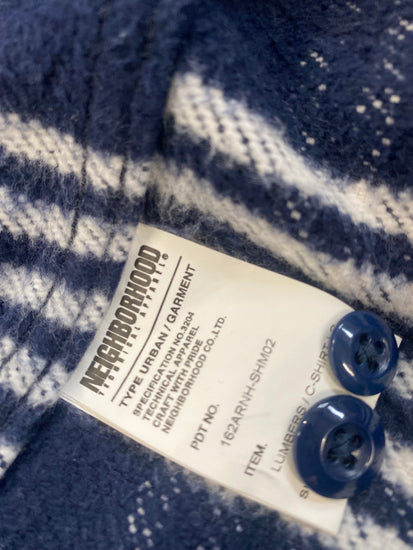 NEIGHBORHOOD
TECHNICAL APPAREL®
TYPE URBAN / GARMENT
SPECIFICATION NO.3204
TECHNICAL APPAREL
CRAFT WITH PRIDE
NEIGHBORHOOD CO.,LTD.
PDT NO.
162ARNH-SHM02
ITEM.
LUMBERS / C-SHIRT.